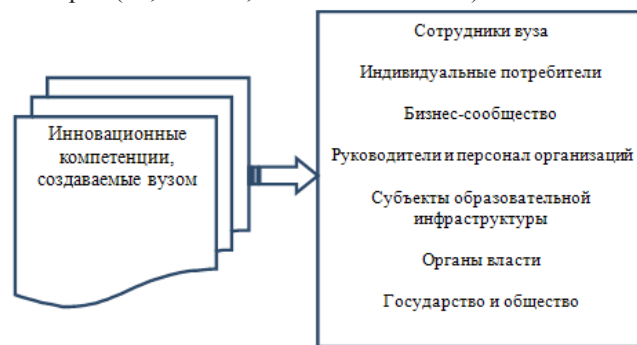 Инновационные
компетенции,
создаваемые вузом
Сотрудники вуза
Индивидуальные потребители
Бизнес-сообщество
Руководители и персонал организаций
Субъекты образовательной
инфраструктуры
Органы власти
Государство и общество